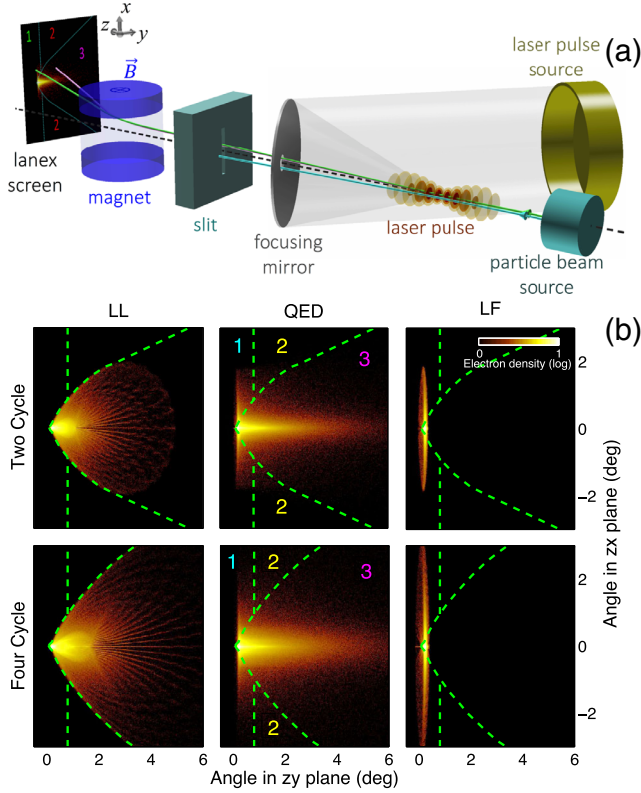 x
z
y
1
2
3
2
B
(a)
laser pulse
source
lanex
screen
magnet
slit
focusing
mirror
laser pulse
particle beam
source
LL
QED
LF
(b)
Two Cycle
1
2
3
2
0
1
Electron density (log)
2
0
−2
Four Cycle
1
2
3
2
2
0
−2
Angle in zx plane (deg)
0
2
4
6
0
2
4
6
0
2
4
6
Angle in zy plane (deg)